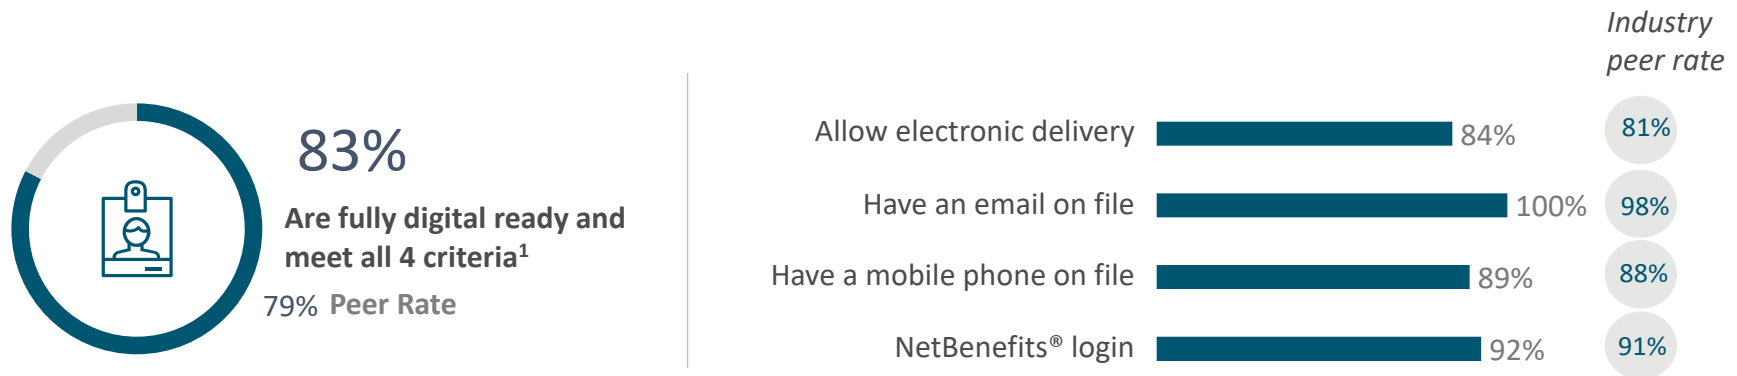 83%
Are fully digital ready and
meet all 4 criteria¹
79% Peer Rate
Industry
peer rate
Allow electronic delivery 84% 81%
Have an email on file 100% 98%
Have a mobile phone on file 89% 88%
NetBenefits® login 92% 91%